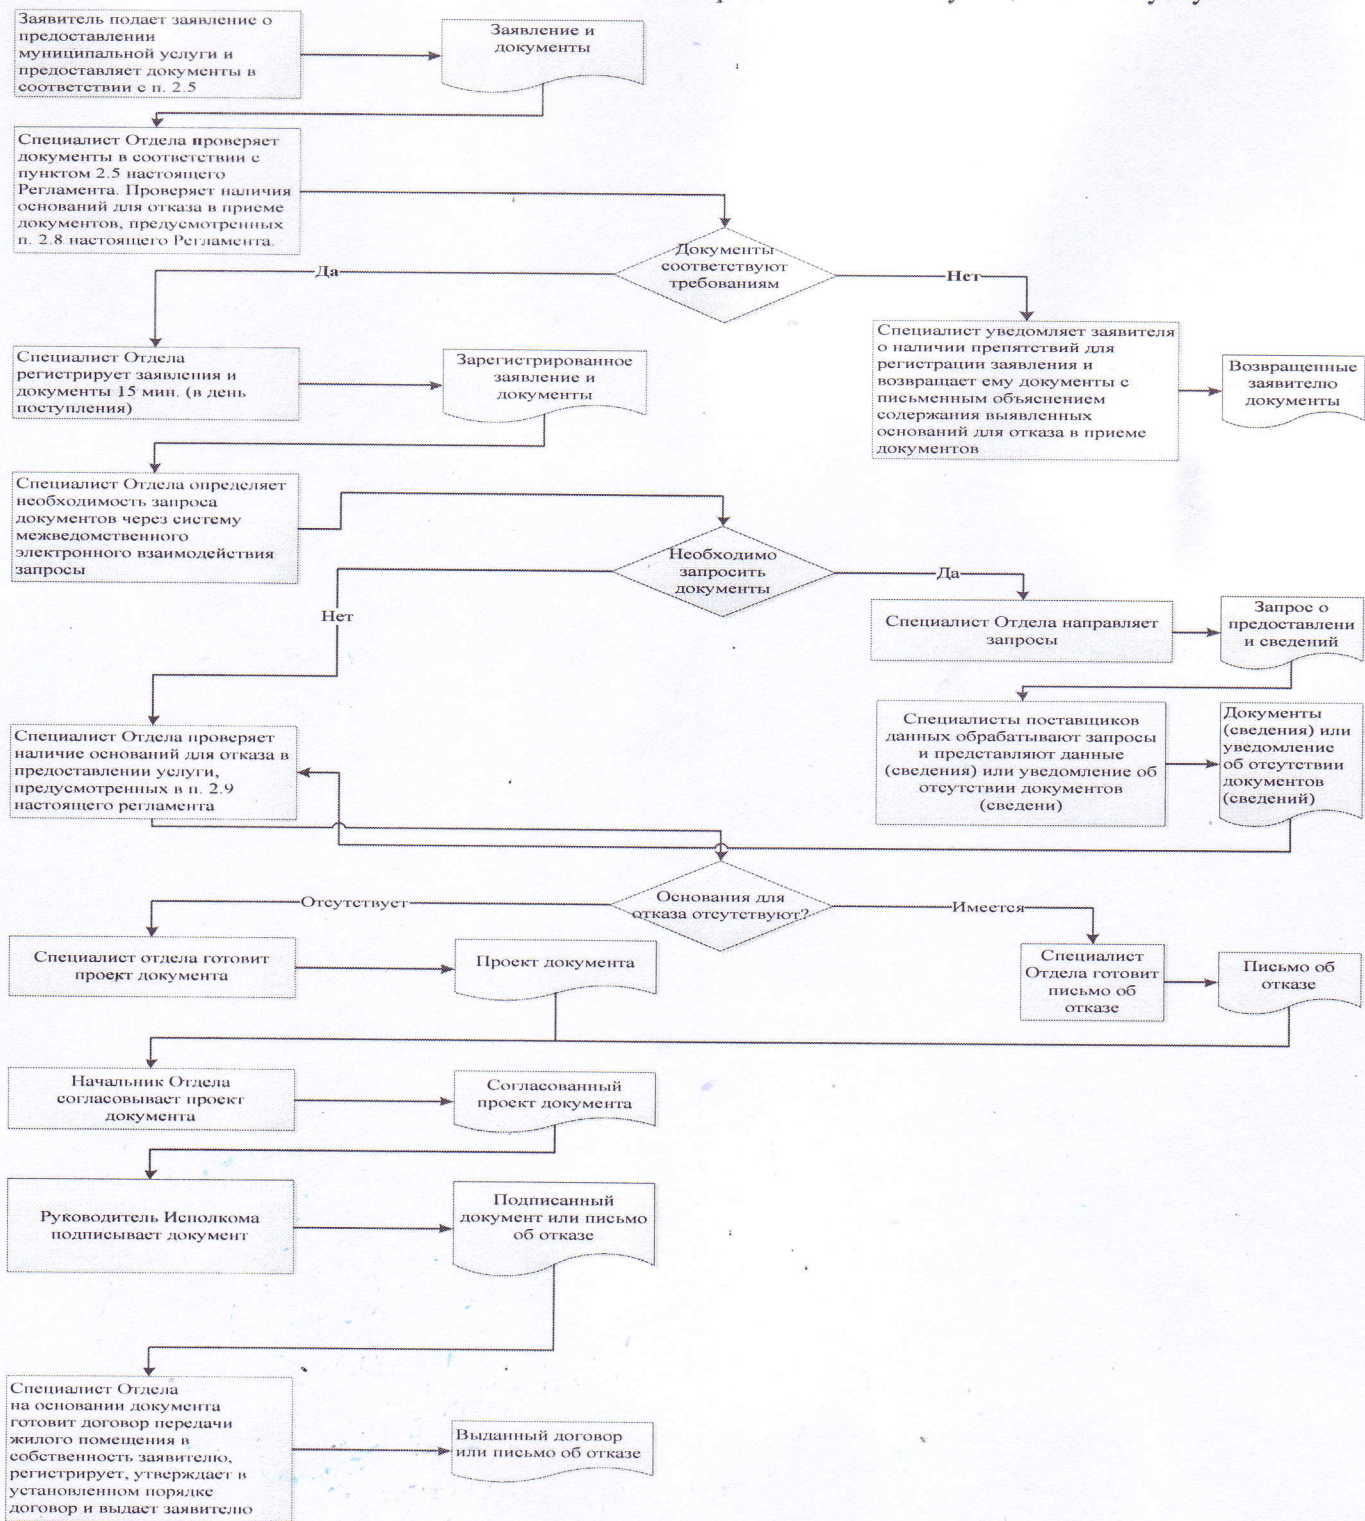 Заявитель подает заявление о
предоставлении
муниципальной услуги и
предоставляет документы в
соответствии с п. 2.5
Заявление и
документы
Специалист Отдела проверяет
документы в соответствии с
пунктом 2.5 настоящего
Регламента. Проверяет наличия
оснований для отказа в приеме
документов, предусмотренных
п. 2.8 настоящего Регламента.
Документы
соответствуют
требованиям
Да
Нет
Специалист Отдела
регистрирует заявления и
документы 15 мин. (в день
поступления)
Зарегистрированное
заявление и
документы
Специалист уведомляет заявителя
о наличии препятствий для
регистрации заявления и
возвращает ему документы с
письменным объяснением
содержания выявленных
оснований для отказа в приеме
документов
Возвращенные
заявителю
документы
Специалист Отдела определяет
необходимость запроса
документов через систему
межведомственного
электронного взаимодействия
запросы
Необходимо
запросить
документы
Да
Нет
Специалист Отдела направляет
запросы
Запрос о
предоставлени
и сведений
Специалист Отдела проверяет
наличие оснований для отказа в
предоставлении услуги,
предусмотренных в п. 2.9
настоящего регламента
Специалисты поставщиков
данных обрабатывают запросы
и представляют данные
(сведения) или уведомление об
отсутствии документов
(сведени)
Документы
(сведения) или
уведомление
об отсутствии
документов
(сведений)
Основания для
отказа отсутствуют?
Отсутствует
Имеется
Специалист отдела готовит
проект документа
Проект документа
Специалист
Отдела готовит
письмо об
отказе
Письмо об
отказе
Начальник Отдела
согласовывает проект
документа
Согласованный
проект документа
Руководитель Исполкома
подписывает документ
Подписанный
документ или письмо
об отказе
Специалист Отдела
на основании документа
готовит договор передачи
жилого помещения в
собственность заявителю,
регистрирует, утверждает в
установленном порядке
договор и выдает заявителю
Выданный договор
или письмо об отказе